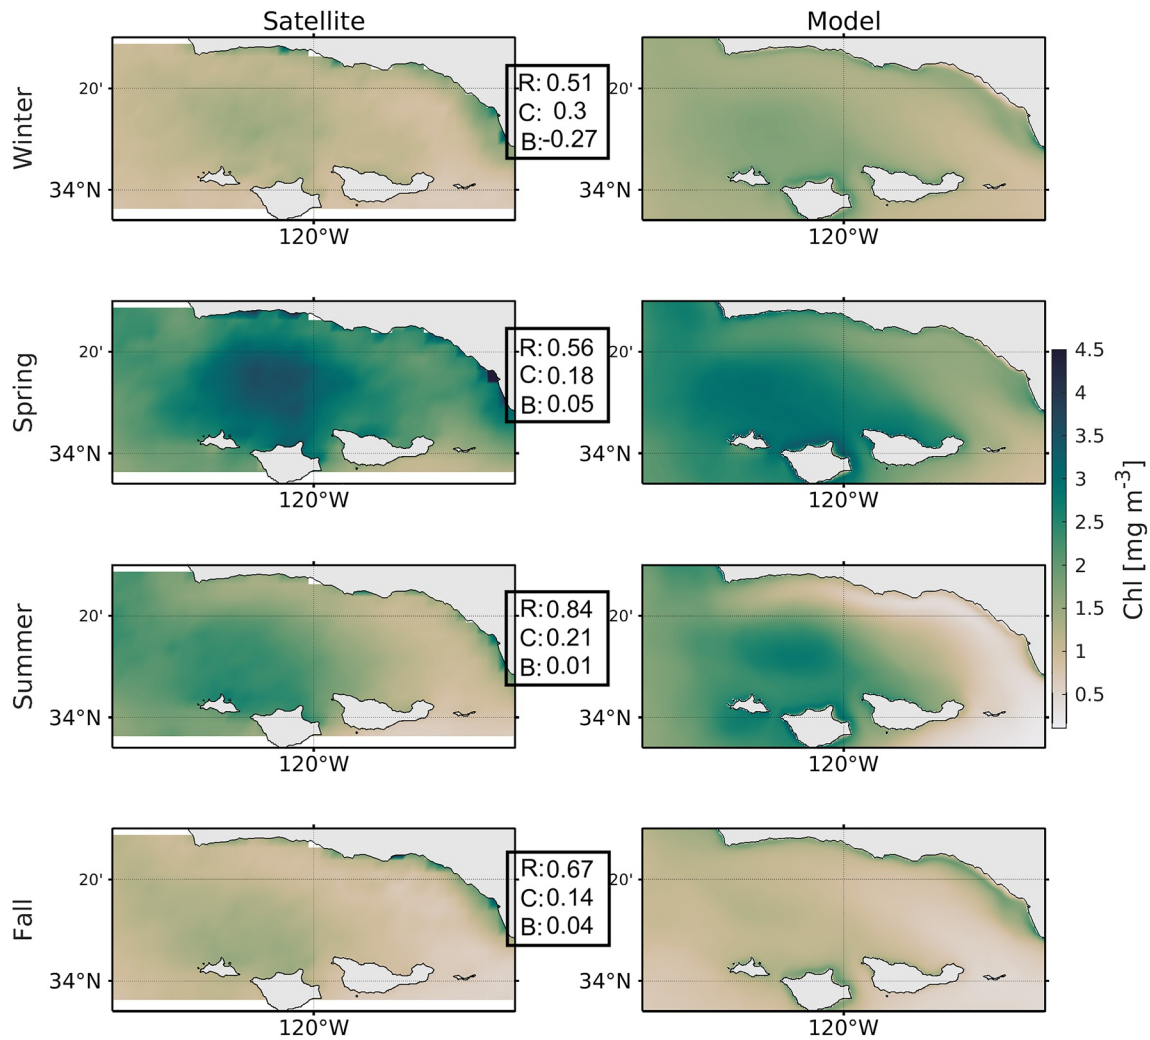 Satellite
Model
Winter
20'
34°N
120°W
R: 0.51
C: 0.3
B:-0.27
20'
34°N
120°W
Spring
20'
34°N
120°W
R: 0.56
C: 0.18
B: 0.05
20'
34°N
120°W
4.5
4
3.5
3
2.5
2
1.5
1
0.5
Chl [mg m⁻³]
Summer
20'
34°N
120°W
R: 0.84
C: 0.21
B: 0.01
20'
34°N
120°W
Fall
20'
34°N
120°W
R: 0.67
C: 0.14
B: 0.04
20'
34°N
120°W